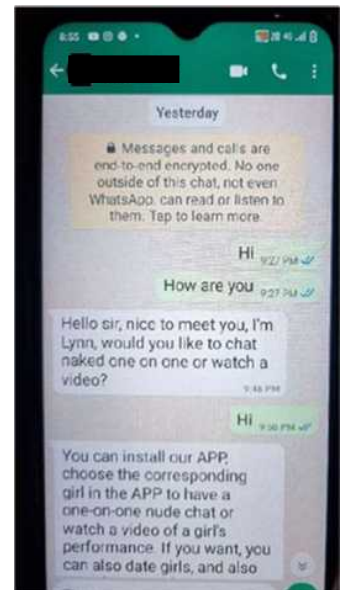 8:55
Yesterday
Messages and calls are
end-to-end encrypted. No one
outside of this chat, not even
WhatsApp, can read or listen to
them. Tap to learn more.
Hi 9:27 PM
How are you 9:27 PM
Hello sir, nice to meet you, I'm
Lynn, would you like to chat
naked one on one or watch a
video?
9:46 PM
Hi 9:50 PM
You can install our APP,
choose the corresponding
girl in the APP to have a
one-on-one nude chat or
watch a video of a girl's
performance. If you want, you
can also date girls, and also